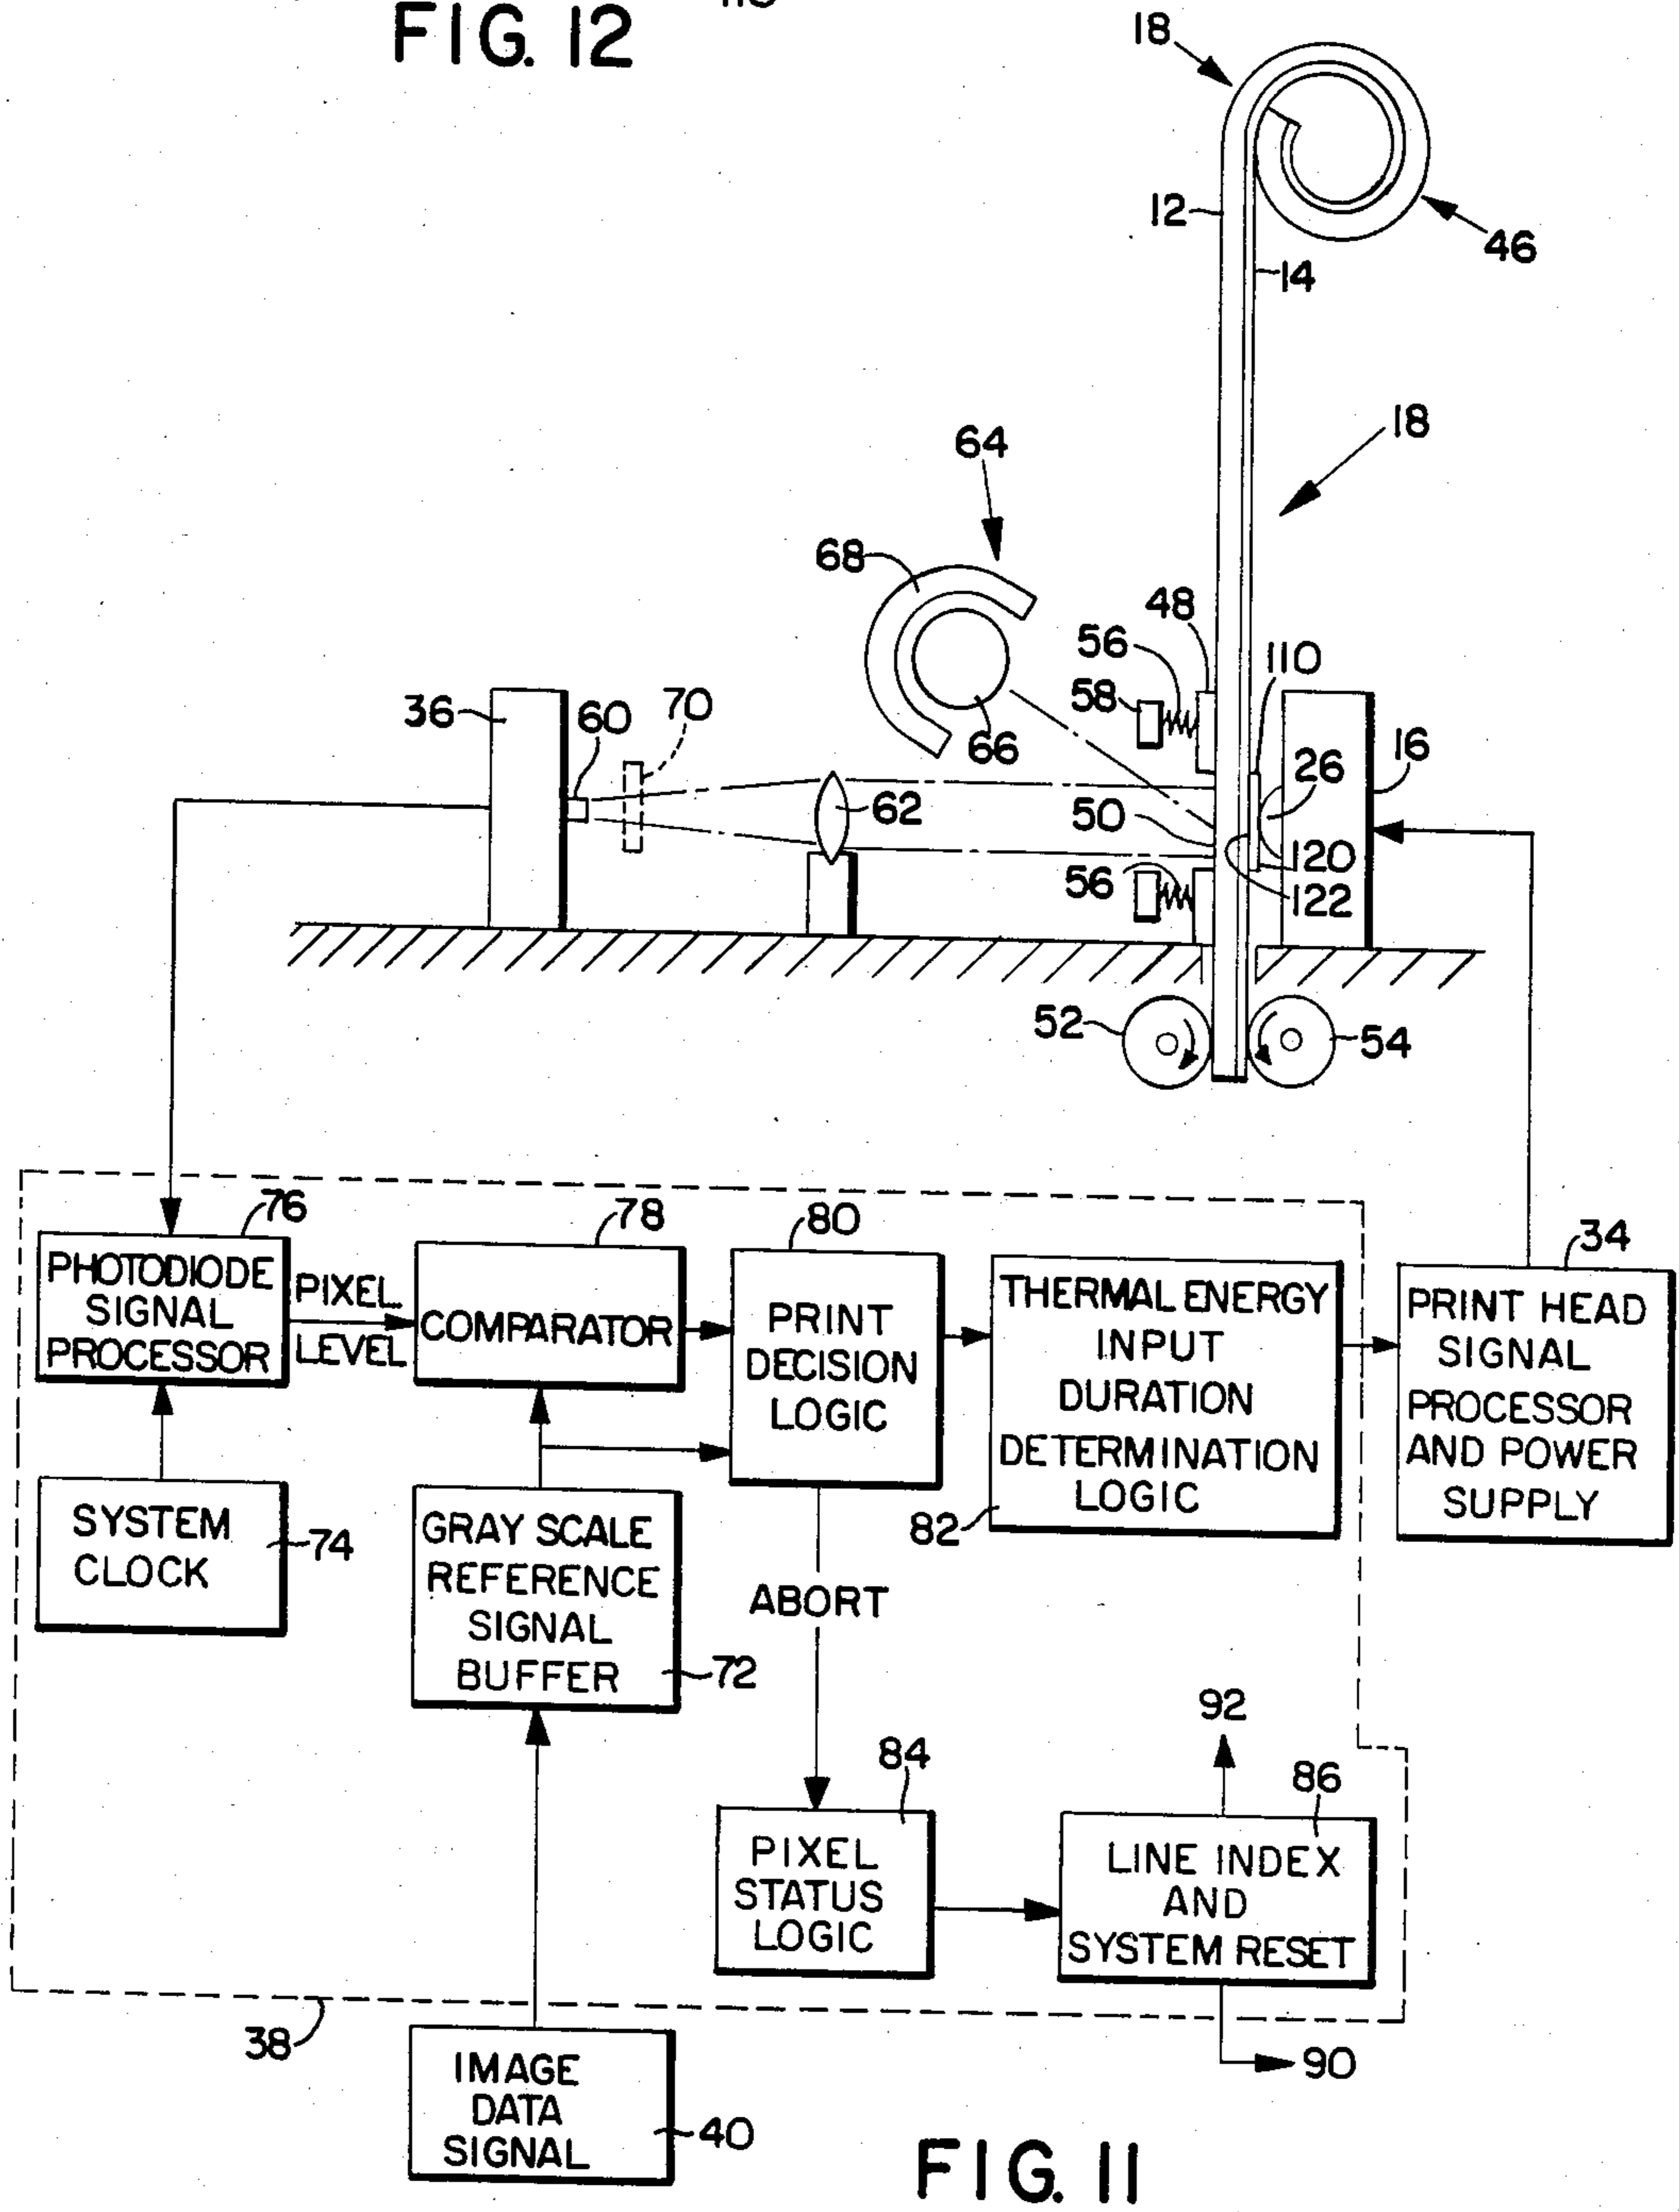 FIG. 12
18
12
46
14
18
64
68
48
56
110
58
36
60
70
66
16
26
62
50
120
56
122
52
54
76
78
80
34
PHOTODIODE
SIGNAL
PROCESSOR
PIXEL
LEVEL
COMPARATOR
PRINT
DECISION
LOGIC
THERMAL ENERGY
INPUT
DURATION
DETERMINATION
LOGIC
82
PRINT HEAD
SIGNAL
PROCESSOR
AND POWER
SUPPLY
SYSTEM
CLOCK
74
GRAY SCALE
REFERENCE
SIGNAL
BUFFER
72
ABORT
92
84
86
PIXEL
STATUS
LOGIC
LINE INDEX
AND
SYSTEM RESET
38
90
IMAGE
DATA
SIGNAL
40
FIG. 11